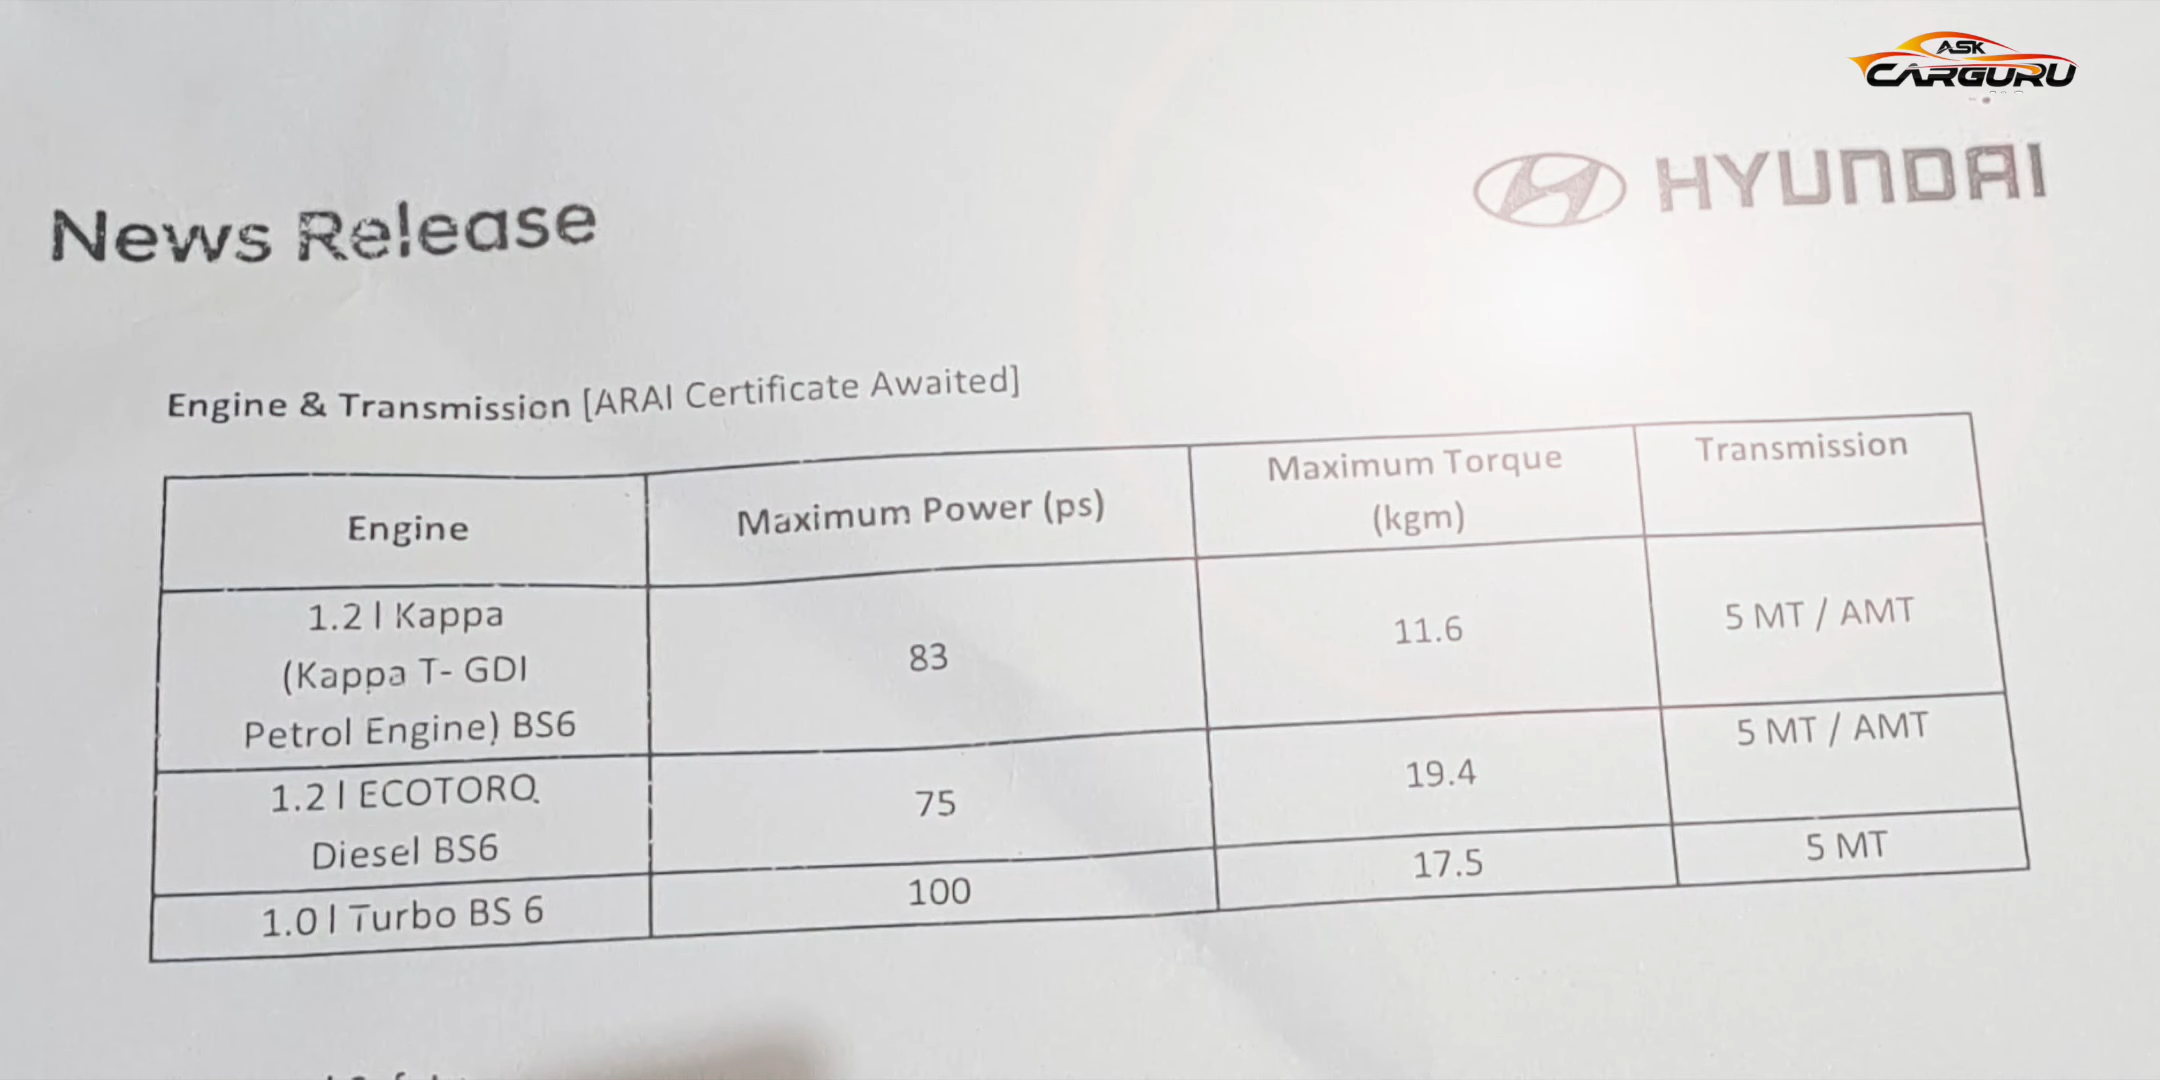 ASK
CARGURU
HYUNDAI
News Release
Engine & Transmission [ARAI Certificate Awaited]
Engine
Maximum Power (ps)
Maximum Torque
(kgm)
Transmission
1.2 l Kappa
(Kappa T- GDI
Petrol Engine) BS6
83
11.6
5 MT / AMT
1.2 l ECOTORQ
Diesel BS6
75
19.4
5 MT / AMT
1.0 l Turbo BS 6
100
17.5
5 MT